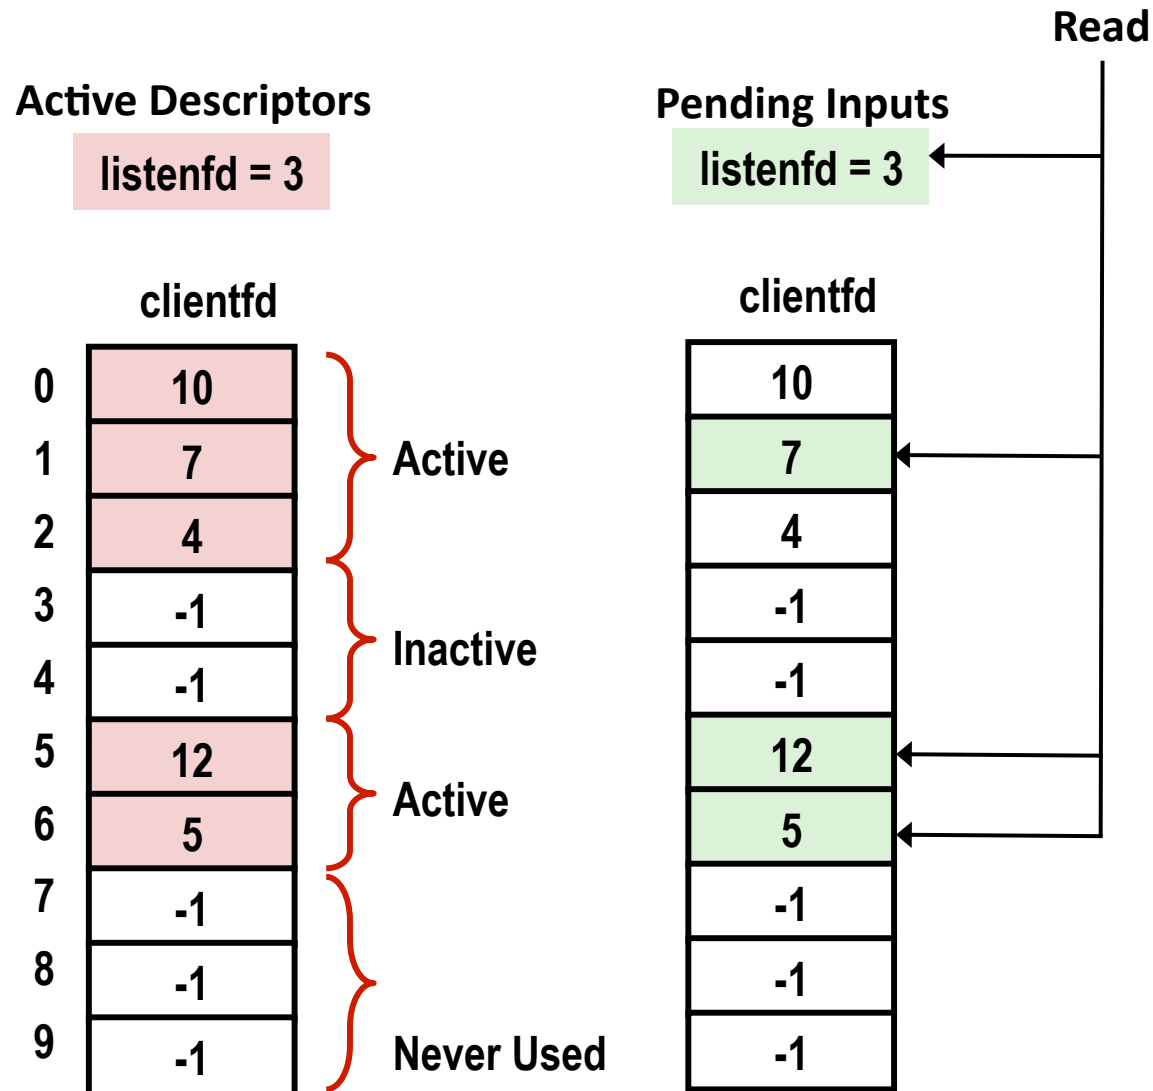 Read
Active Descriptors
Pending Inputs
listenfd = 3
listenfd = 3
clientfd
clientfd
0 10 10
1 7 Active 7
2 4 4
3 -1 -1
4 -1 Inactive -1
5 12 12
6 5 Active 5
7 -1 -1
8 -1 -1
9 -1 Never Used -1